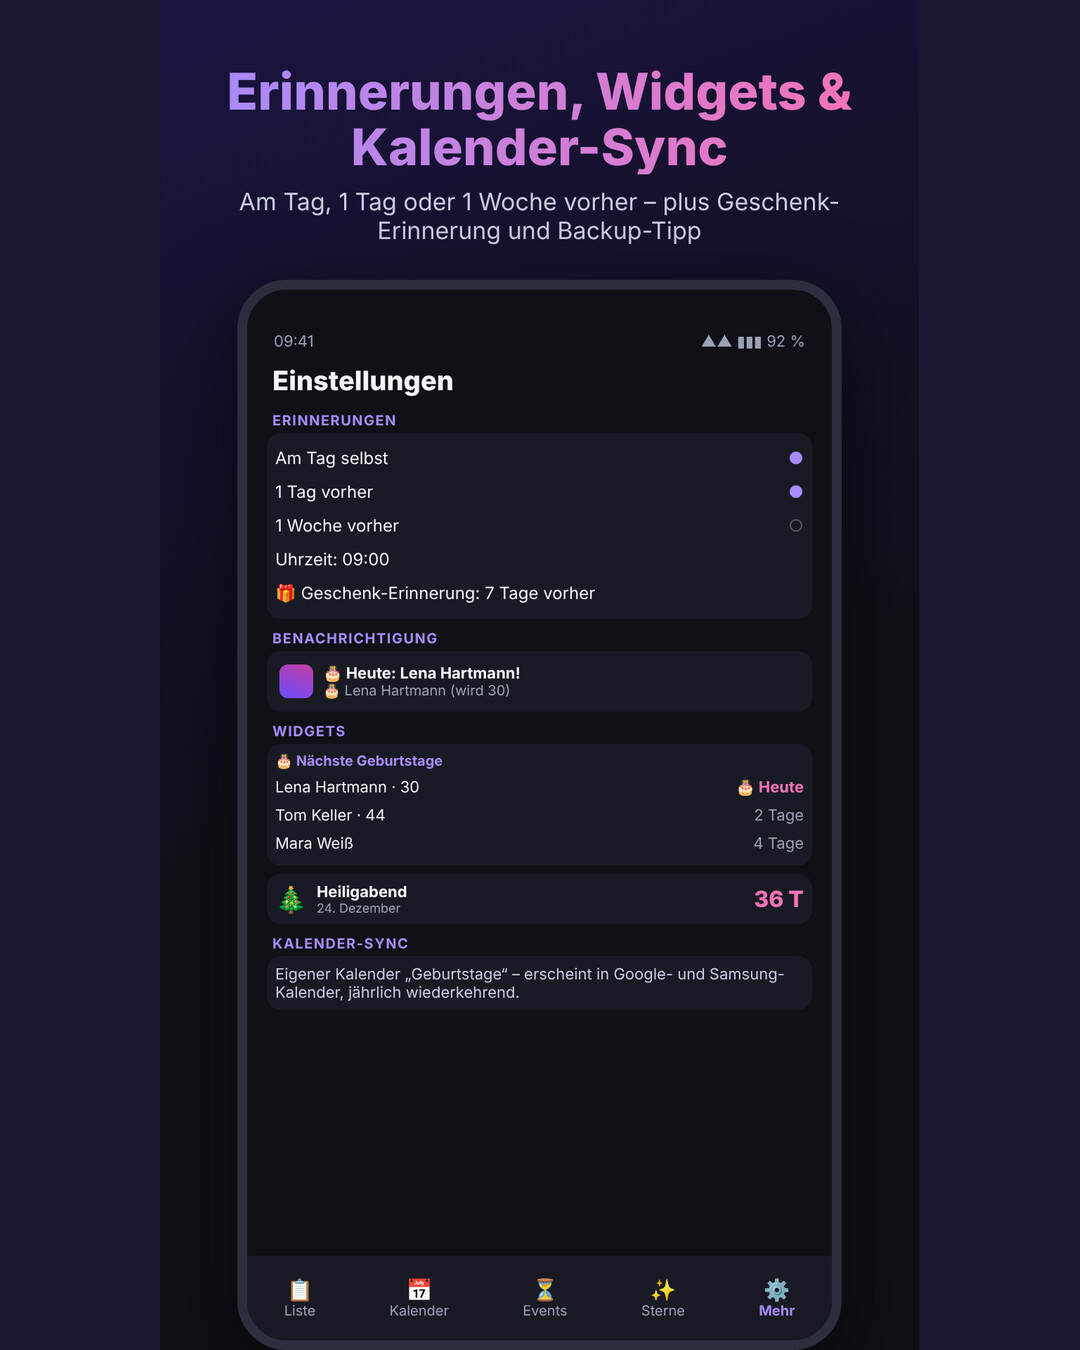 Erinnerungen, Widgets &
Kalender-Sync
Am Tag, 1 Tag oder 1 Woche vorher – plus Geschenk-
Erinnerung und Backup-Tipp
09:41 92 %
Einstellungen
ERINNERUNGEN
Am Tag selbst
1 Tag vorher
1 Woche vorher
Uhrzeit: 09:00
🎁 Geschenk-Erinnerung: 7 Tage vorher
BENACHRICHTIGUNG
🎂 Heute: Lena Hartmann!
🎂 Lena Hartmann (wird 30)
WIDGETS
🎂 Nächste Geburtstage
Lena Hartmann · 30 🎂 Heute
Tom Keller · 44 2 Tage
Mara Weiß 4 Tage
Heiligabend 36 T
24. Dezember
KALENDER-SYNC
Eigener Kalender „Geburtstage“ – erscheint in Google- und Samsung-
Kalender, jährlich wiederkehrend.
Liste Kalender Events Sterne Mehr